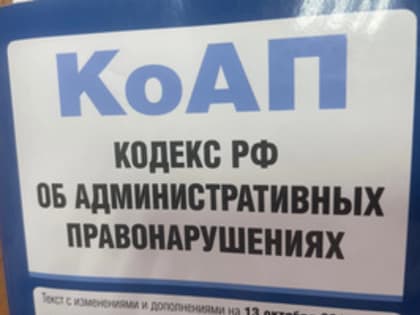 КоАП
КОДЕКС РФ
ОБ АДМИНИСТРАТИВНЫХ
ПРАВОНАРУШЕНИЯХ
Текст с изменениями и дополнениями на 13 октября